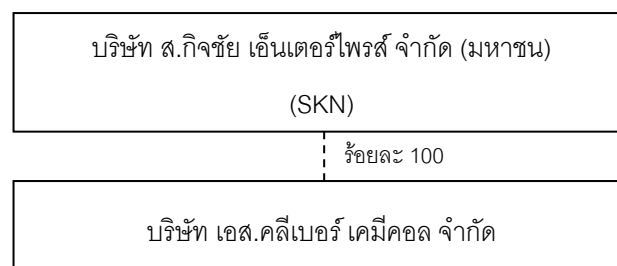 บริษัท ส.กิจชัย เอ็นเตอร์ไพรส์ จำกัด (มหาชน)
(SKN)
ร้อยละ 100
บริษัท เอส.คลีเบอร์ เคมีคอล จำกัด